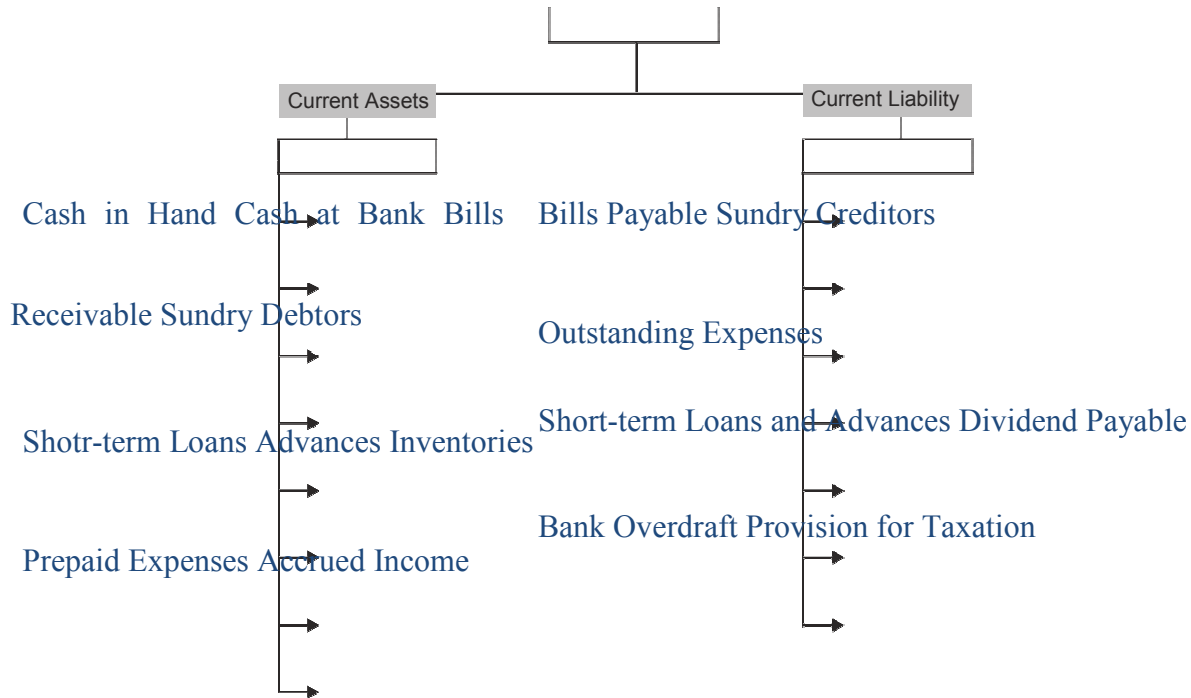 Current Assets
Current Liability
Cash in Hand Cash at Bank Bills
Receivable Sundry Debtors
Shotr-term Loans Advances Inventories
Prepaid Expenses Accrued Income
Bills Payable Sundry Creditors
Outstanding Expenses
Short-term Loans and Advances Dividend Payable
Bank Overdraft Provision for Taxation